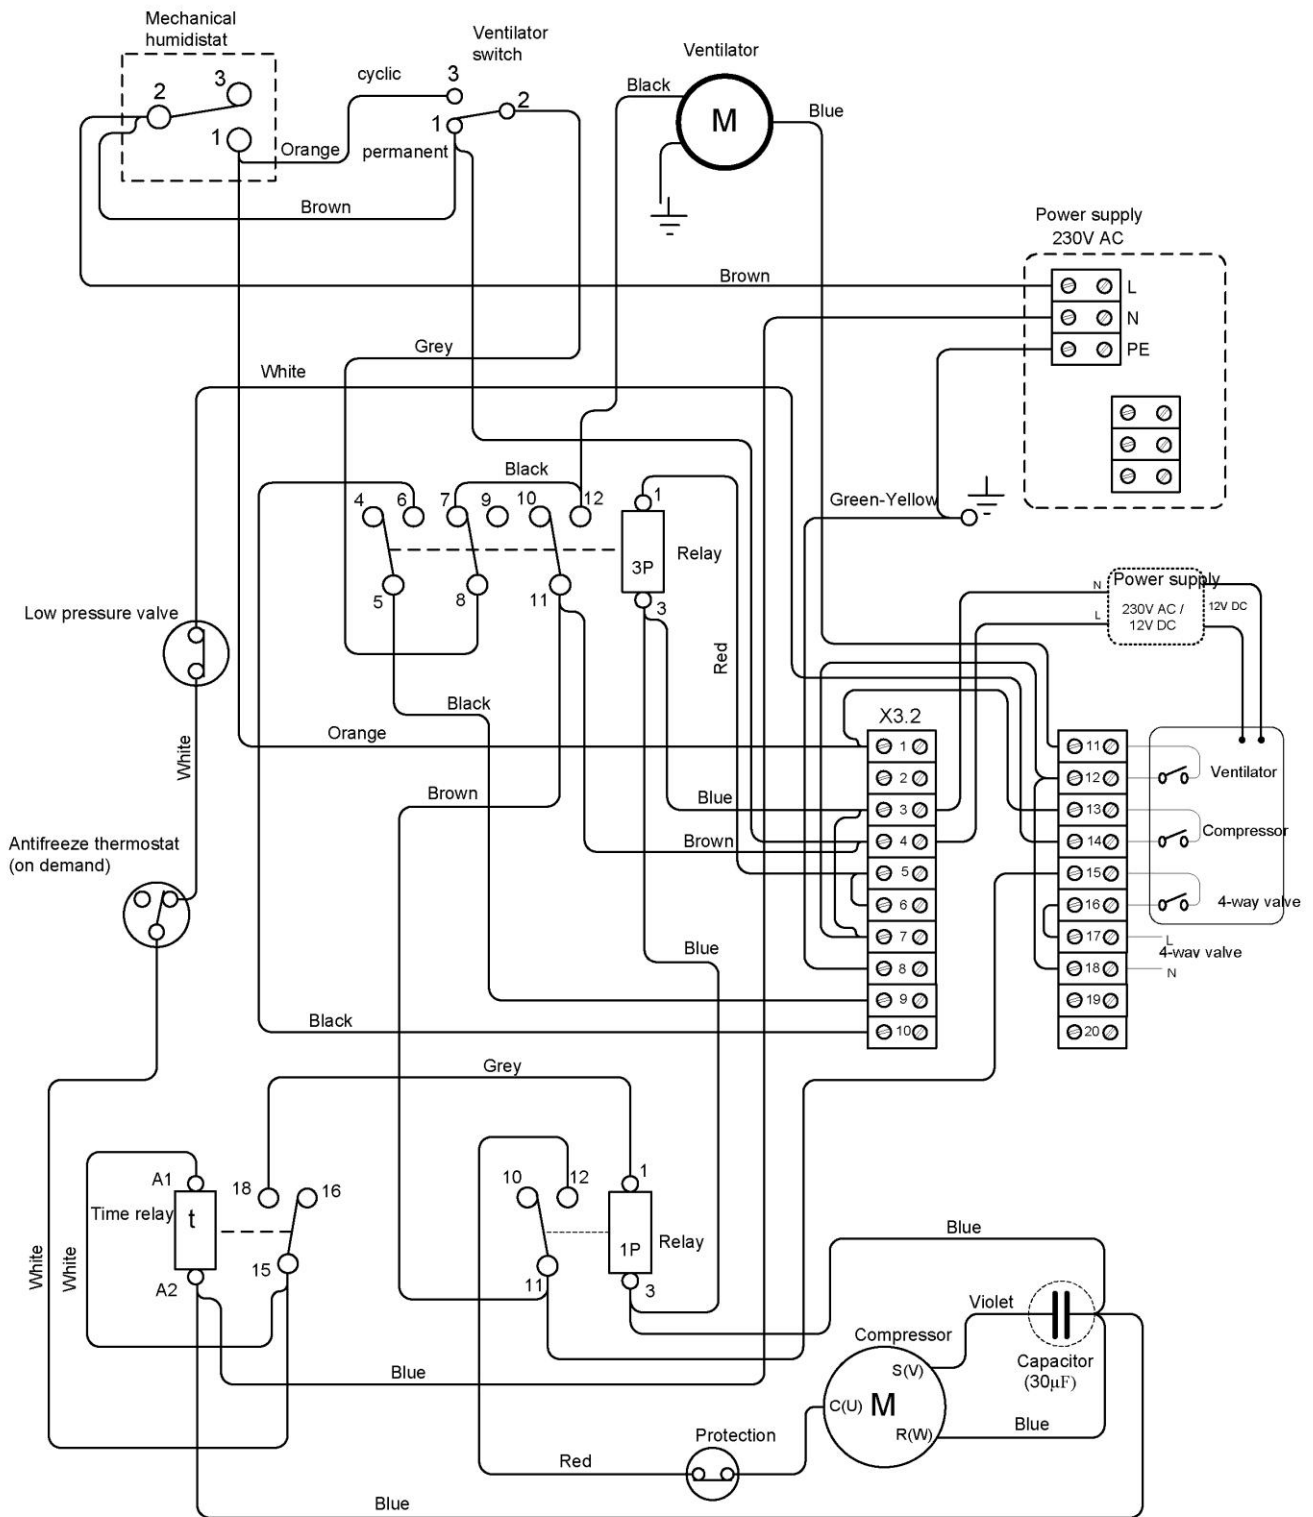 Mechanical
humidistat
Ventilator
switch
Ventilator
cyclic
3
3
2
2
Black
M
Blue
1
1
Orange
permanent
Brown
Power supply
230V AC
Brown
L
N
PE
Grey
White
Black
4
6
7
9
10
12
1
Green-Yellow
Relay
3P
5
8
11
3
N
Power supply
L
230V AC /
12V DC
12V DC
Low pressure valve
Red
Black
X3.2
Orange
White
1
11
2
12
Ventilator
Brown
Blue
3
13
Brown
4
14
Compressor
Antifreeze thermostat
(on demand)
5
15
6
16
4-way valve
7
17
L
Blue
4-wav valve
8
18
N
9
19
Black
10
20
Grey
A1
18
16
10
12
1
Time relay
t
1P
Relay
White
White
15
A2
11
3
Blue
Violet
Compressor
Capacitor
(30µF)
S(V)
Blue
C(U)
M
R(W)
Blue
Protection
Red
Blue